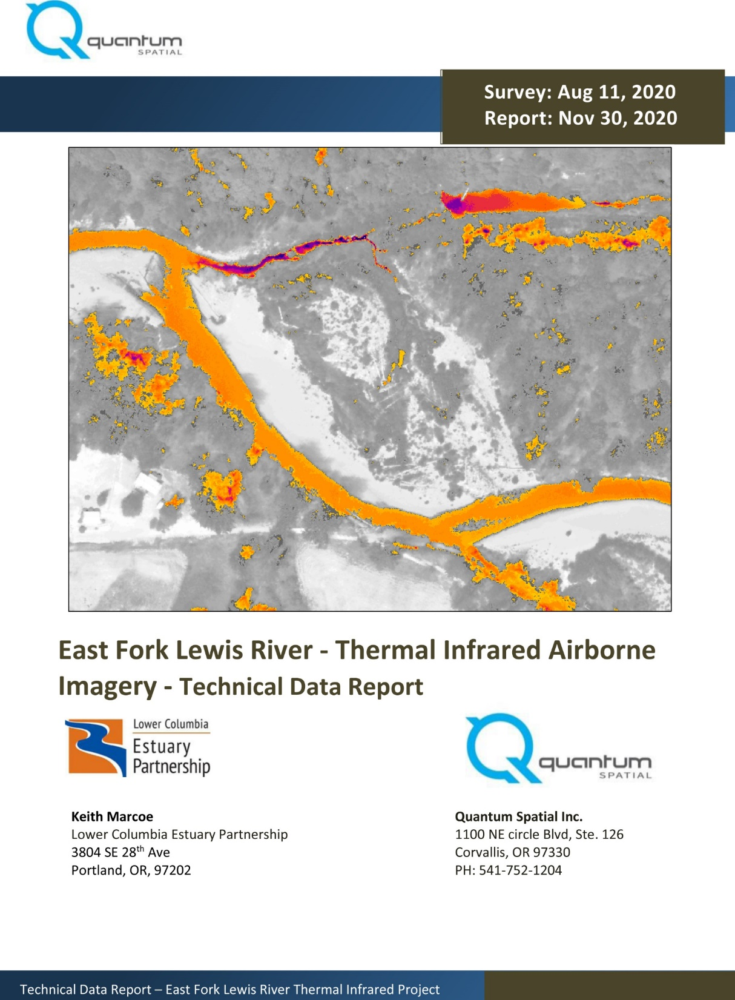 quantum
SPATIAL
Survey: Aug 11, 2020
Report: Nov 30, 2020
East Fork Lewis River - Thermal Infrared Airborne
Imagery - Technical Data Report
Lower Columbia
Estuary
Partnership
quantum
SPATIAL
Keith Marcoe
Lower Columbia Estuary Partnership
3804 SE 28th Ave
Portland, OR, 97202
Quantum Spatial Inc.
1100 NE circle Blvd, Ste. 126
Corvallis, OR 97330
PH: 541-752-1204
Technical Data Report – East Fork Lewis River Thermal Infrared Project